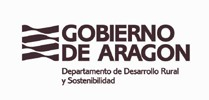 GOBIERNO
DE ARAGON
Departamento de Desarrollo Rural
y Sostenibilidad